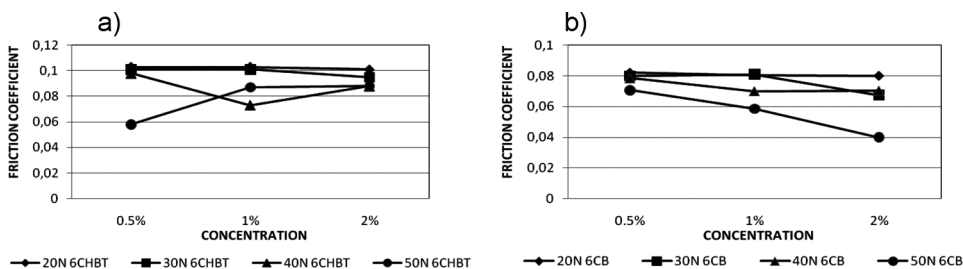 a)
0,12
0,1
0,08
0,06
0,04
0,02
0
FRICTION COEFFICIENT
0.5% 1% 2%
CONCENTRATION
20N 6CHBT 30N 6CHBT 40N 6CHBT 50N 6CHBT
b)
0,1
0,08
0,06
0,04
0,02
0
FRICTION COEFFICIENT
0.5% 1% 2%
CONCENTRATION
20N 6CB 30N 6CB 40N 6CB 50N 6CB